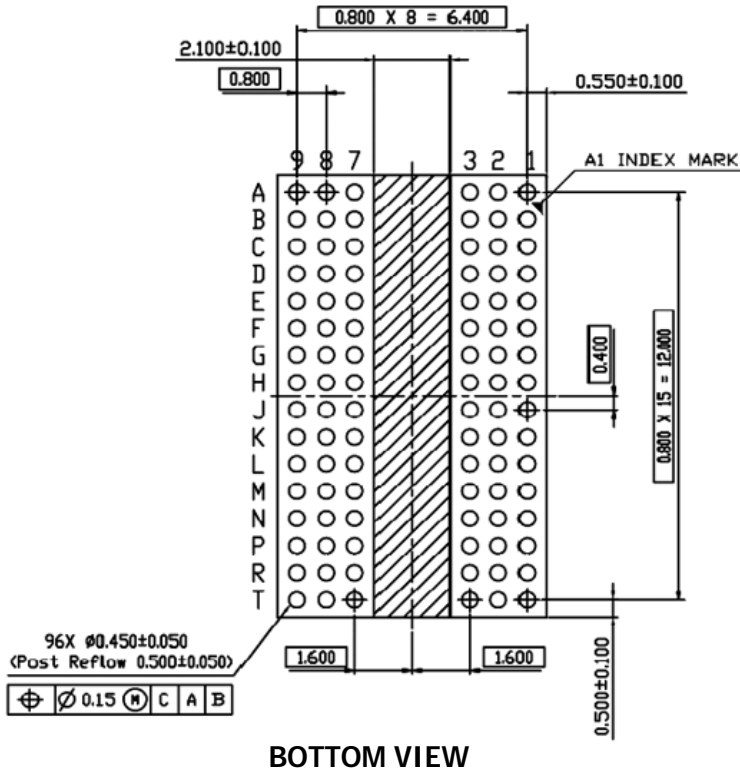 0.800 X 8 = 6.400
2.100±0.100
0.800
0.550±0.100
9 8 7 3 2 1
A1 INDEX MARK
A
B
C
D
E
F
G
H
J
K
L
M
N
P
R
T
0.400
0.800 X 15 = 12.000
96X ø0.450±0.050
(Post Reflow 0.500±0.050)
⌖ Ø 0.15 Ⓜ C A B
1.600
1.600
0.500±0.100
BOTTOM VIEW